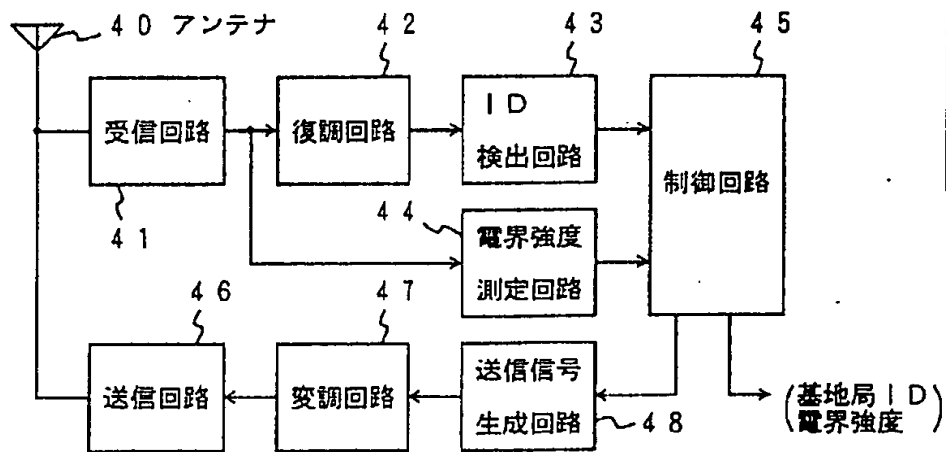 40 アンテナ
42
43
45
受信回路
復調回路
ID
検出回路
制御回路
41
44
電界強度
測定回路
46
47
送信回路
変調回路
送信信号
生成回路
48
(基地局ID
電界強度)